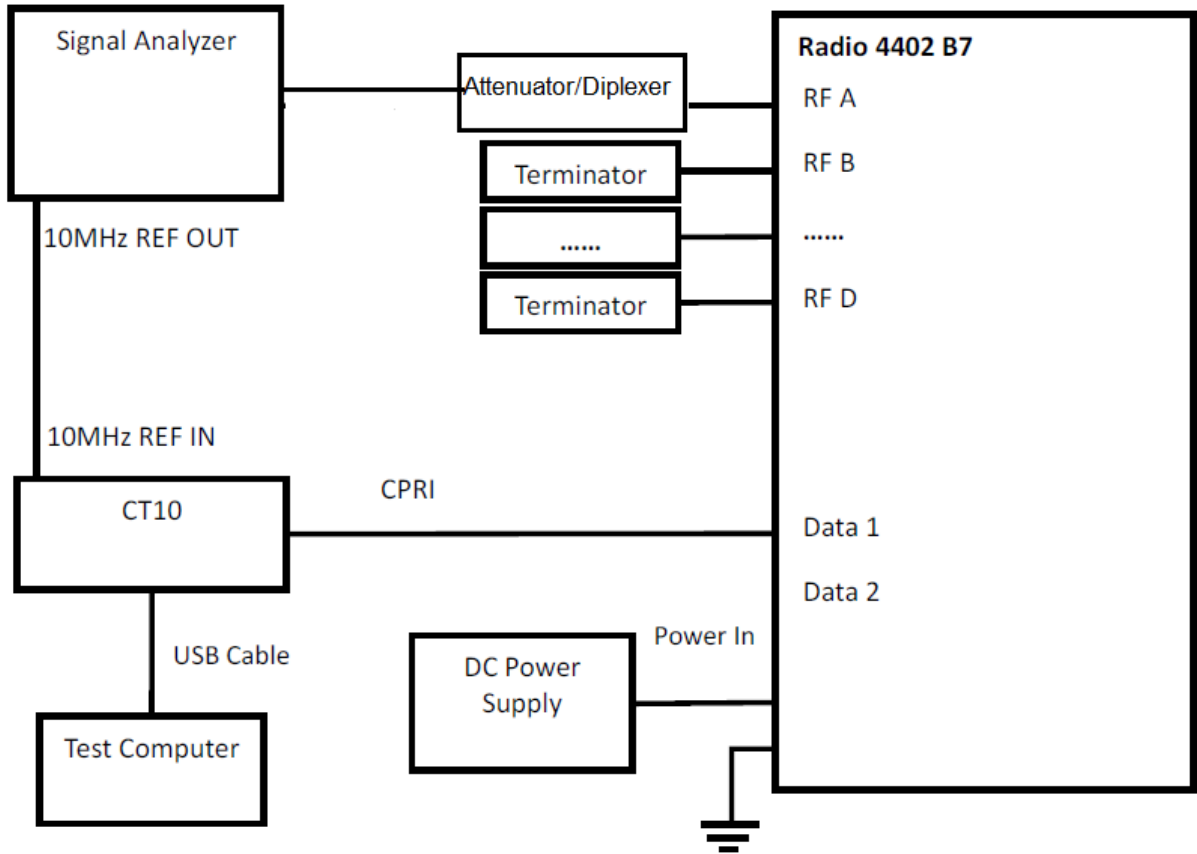 Signal Analyzer
Radio 4402 B7
Attenuator/Diplexer
RF A
Terminator
RF B
......
......
Terminator
RF D
10MHz REF OUT
10MHz REF IN
CT10
CPRI
Data 1
Data 2
USB Cable
Power In
DC Power
Supply
Test Computer